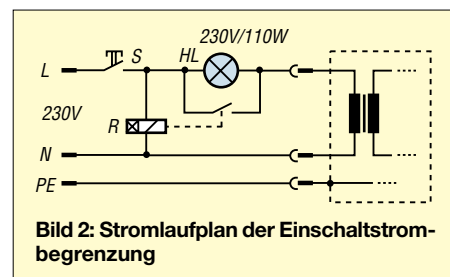 230V/110W
L
S
HL
230V
R
N
PE
Bild 2: Stromlaufplan der Einschaltstrom-
begrenzung